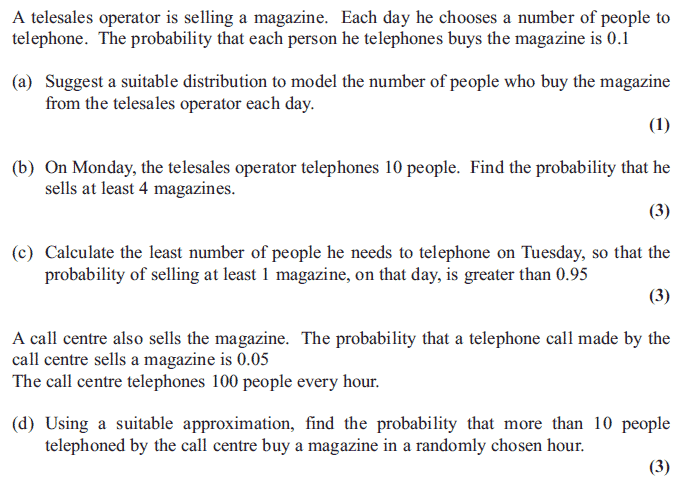 A telesales operator is selling a magazine. Each day he chooses a number of people to
telephone. The probability that each person he telephones buys the magazine is 0.1
(a) Suggest a suitable distribution to model the number of people who buy the magazine
from the telesales operator each day.
(1)
(b) On Monday, the telesales operator telephones 10 people. Find the probability that he
sells at least 4 magazines.
(3)
(c) Calculate the least number of people he needs to telephone on Tuesday, so that the
probability of selling at least 1 magazine, on that day, is greater than 0.95
(3)
A call centre also sells the magazine. The probability that a telephone call made by the
call centre sells a magazine is 0.05
The call centre telephones 100 people every hour.
(d) Using a suitable approximation, find the probability that more than 10 people
telephoned by the call centre buy a magazine in a randomly chosen hour.
(3)